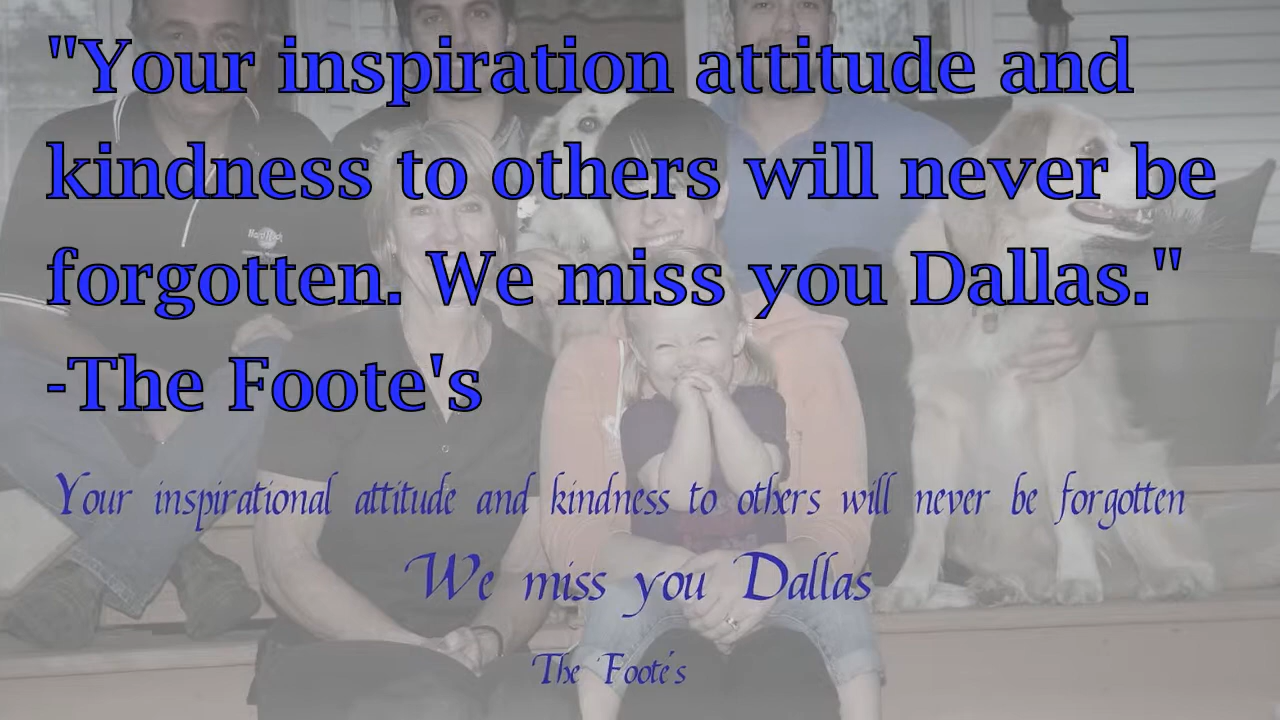 "Your inspiration attitude and
kindness to others will never be
forgotten. We miss you Dallas."
-The Foote's
Your inspirational attitude and kindness to others will never be forgotten
We miss you Dallas
The Foote's